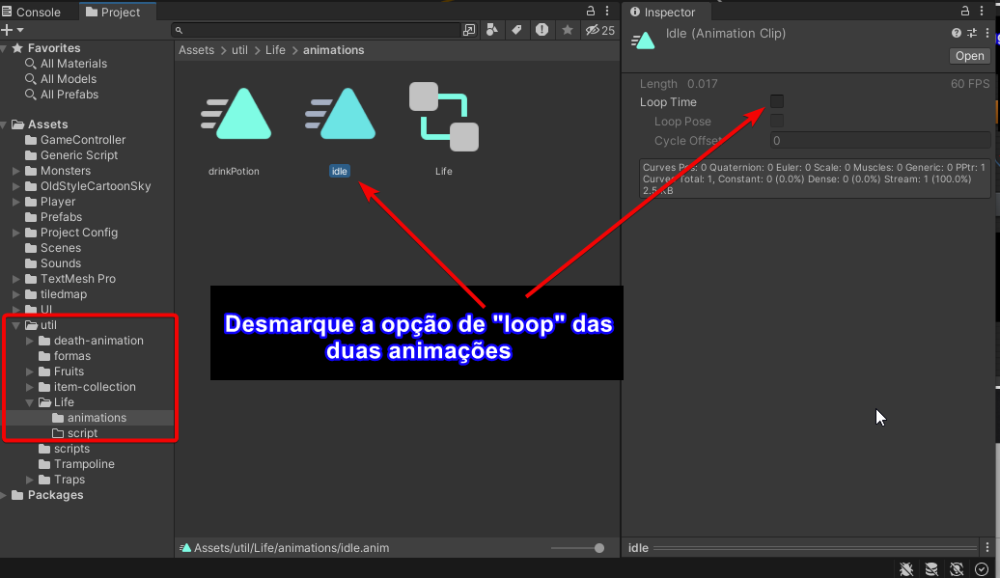 Console
Project
25
Favorites
All Materials
All Models
All Prefabs
Assets
GameController
Generic Script
Monsters
OldStyleCartoonSky
Player
Prefabs
Project Config
Scenes
Sounds
TextMesh Pro
tiledmap
UI
util
death-animation
formas
Fruits
item-collection
Life
animations
script
scripts
Trampoline
Traps
Packages
Assets > util > Life > animations
drinkPotion
idle
Life
Desmarque a opção de "loop" das
duas animações
Assets/util/Life/animations/idle.anim
Inspector
Idle (Animation Clip)
Open
Length 0.017 60 FPS
Loop Time
Loop Pose
Cycle Offset 0
Curves Pos: 0 Quaternion: 0 Euler: 0 Scale: 0 Muscles: 0 Generic: 0 PPtr: 1
Curves Total: 1, Constant: 0 (0.0%) Dense: 0 (0.0%) Stream: 1 (100.0%)
2.5 KB
idle